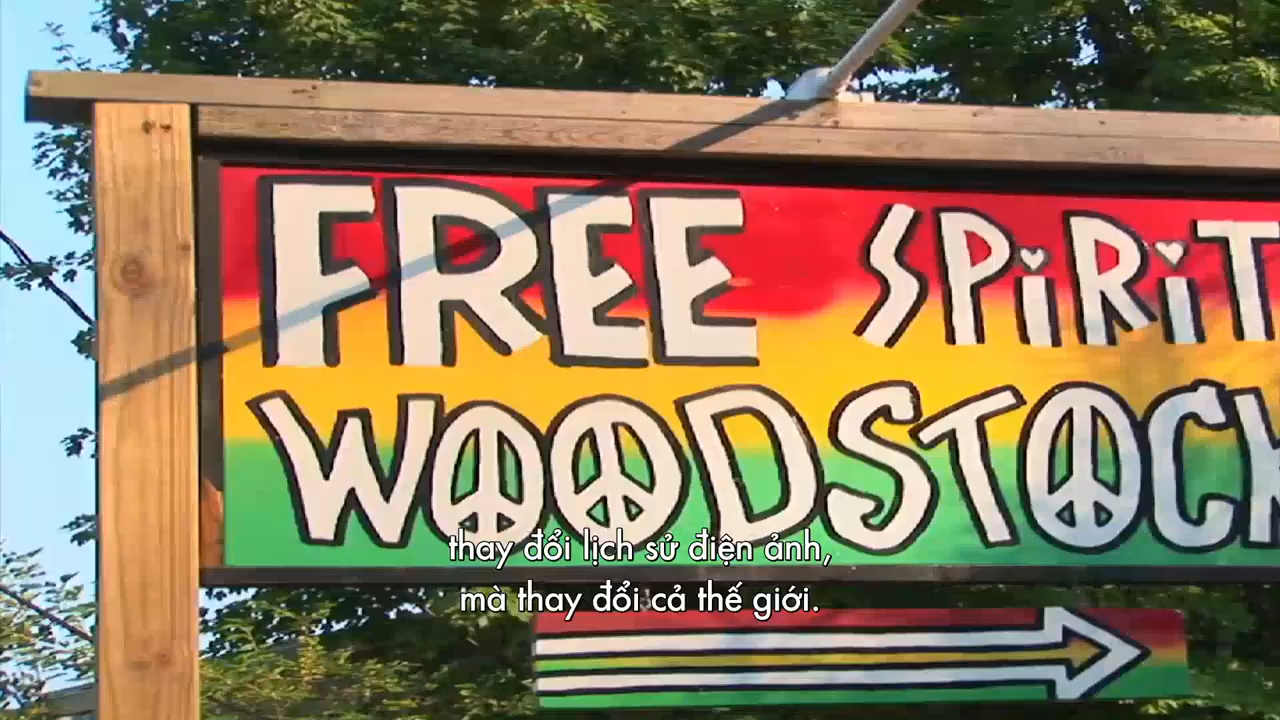 FREE SPiRiT
WOODSTOCK
thay đổi lịch sử điện ảnh,
mà thay đổi cả thế giới.